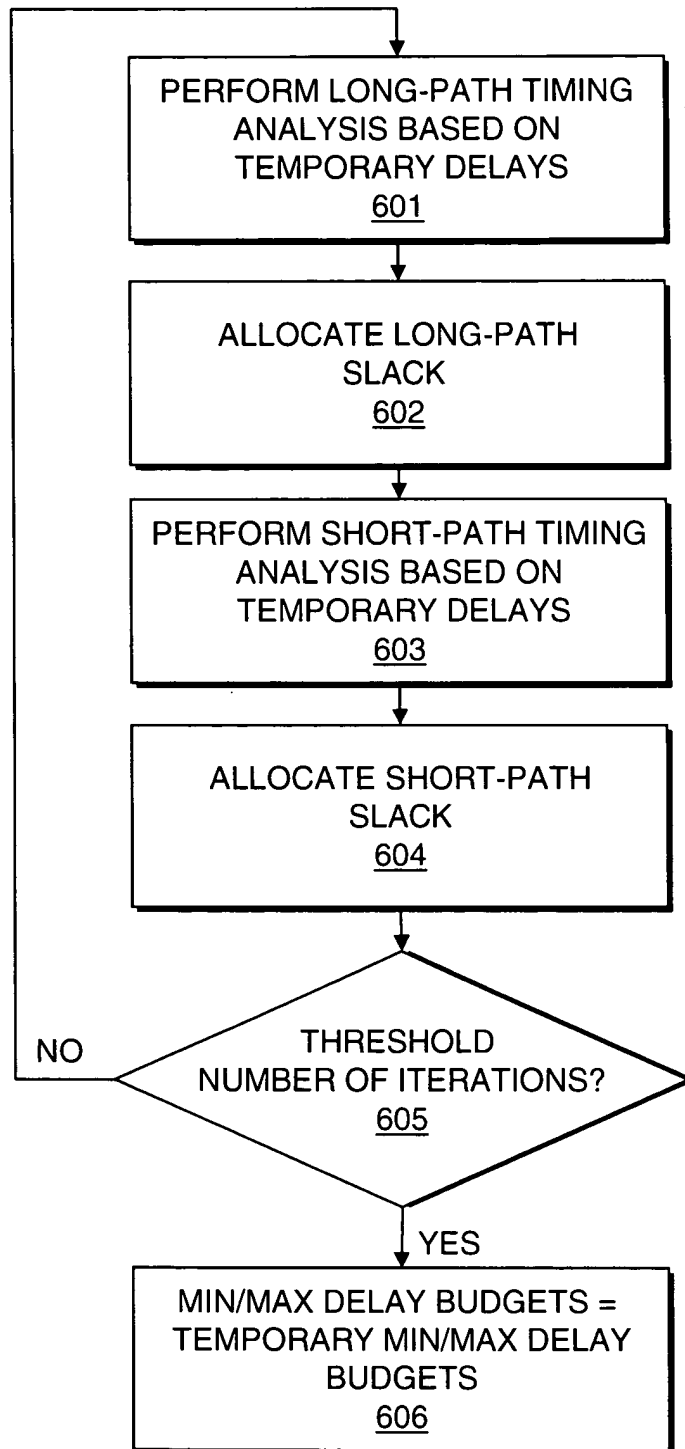 PERFORM LONG-PATH TIMING
ANALYSIS BASED ON
TEMPORARY DELAYS
601
ALLOCATE LONG-PATH
SLACK
602
PERFORM SHORT-PATH TIMING
ANALYSIS BASED ON
TEMPORARY DELAYS
603
ALLOCATE SHORT-PATH
SLACK
604
THRESHOLD
NUMBER OF ITERATIONS?
605
NO
YES
MIN/MAX DELAY BUDGETS =
TEMPORARY MIN/MAX DELAY
BUDGETS
606